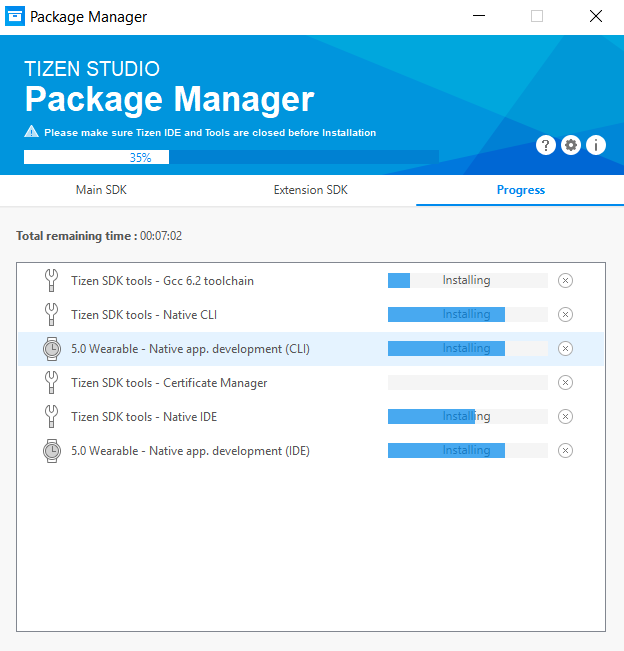 Package Manager
TIZEN STUDIO
Package Manager
Please make sure Tizen IDE and Tools are closed before Installation
35%
? i
Main SDK Extension SDK Progress
Total remaining time : 00:07:02
Tizen SDK tools - Gcc 6.2 toolchain Installing
Tizen SDK tools - Native CLI Installing
5.0 Wearable - Native app. development (CLI) Installing
Tizen SDK tools - Certificate Manager
Tizen SDK tools - Native IDE Installing
5.0 Wearable - Native app. development (IDE) Installing